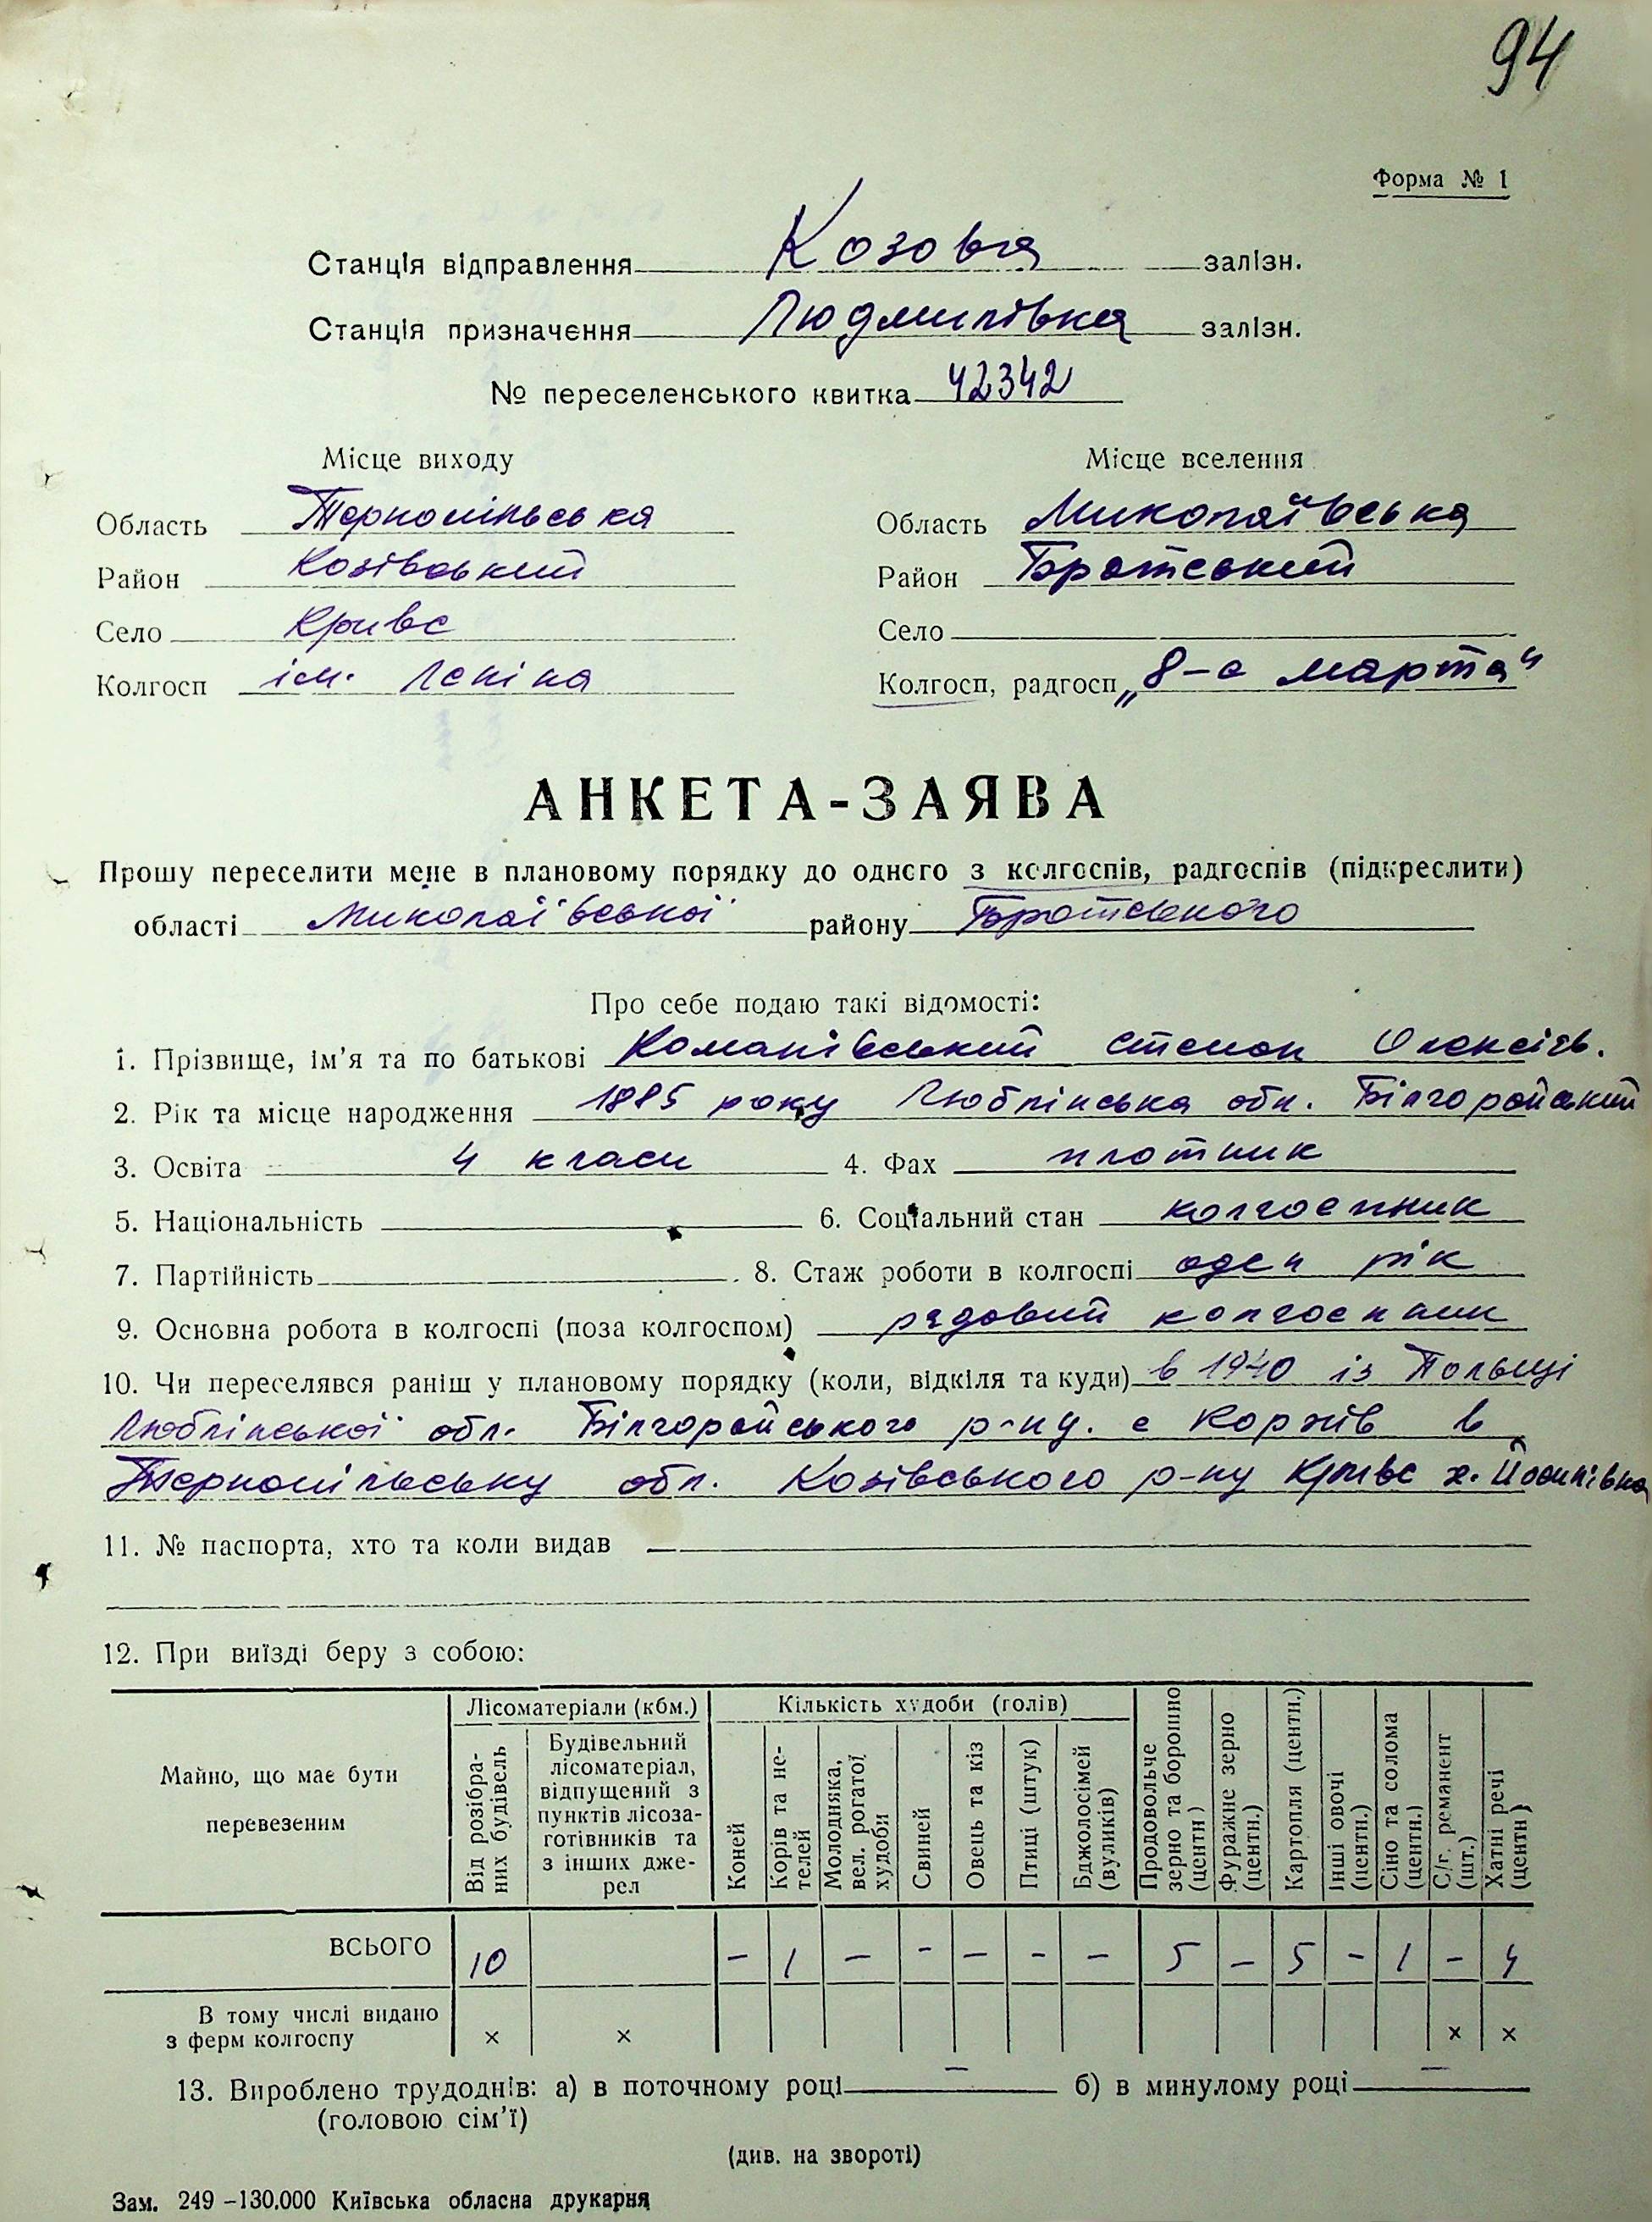 94
Форма № 1
Станція відправлення Козова залізн.
Станція призначення Людмилівка залізн.
№ переселенського квитка 42342
Місце виходу Місце вселення
Область Тернопільська Область Миколаївська
Район Козівський Район Братський
Село Криве Село
Колгосп ім. Леніна Колгосп, радгосп „8-е марта"
АНКЕТА-ЗАЯВА
Прошу переселити мене в плановому порядку до одного з колгоспів, радгоспів (підкреслити)
області Миколаївської району Братського
Про себе подаю такі відомості:
1. Прізвище, ім'я та по батькові Команівський Степан Олексієв.
2. Рік та місце народження 1885 року Люблінська обл. Білгорайський
3. Освіта 4 класи 4. Фах плотник
5. Національність 6. Соціальний стан колгоспник
7. Партійність 8. Стаж роботи в колгоспі оден рік
9. Основна робота в колгоспі (поза колгоспом) рядовий колгоспник
10. Чи переселявся раніш у плановому порядку (коли, відкіля та куди) в 1940 із Польщі
Люблінської обл. Білгорайського р-ну. с Коржів в
Тернопільську обл. Козівського р-ну Криве х. Йосипівка
11. № паспорта, хто та коли видав —
12. При виїзді беру з собою:
Майно, що має бути перевезеним
Лісоматеріали (кбм.)
Кількість худоби (голів)
Від розібраних будівель
Будівельний лісоматеріал, відпущений з пунктів лісозаготівників та з інших джерел
Коней
Корів та нетелей
Молодняка, вел. рогатої худоби
Свиней
Овець та кіз
Птиці (штук)
Бджолосімей (вуликів)
Продовольче зерно та борошно (центн)
Фуражне зерно (центн.)
Картопля (центн.)
Інші овочі (центн.)
Сіно та солома (центн.)
С/г. реманент (шт.)
Хатні речі (центн)
ВСЬОГО 10 – 1 – – – – – 5 – 5 – 1 – 4
В тому числі видано
з ферм колгоспу × × × ×
13. Вироблено трудоднів: а) в поточному році — б) в минулому році —
(головою сім'ї)
(див. на звороті)
Зам. 249–130.000 Київська обласна друкарня